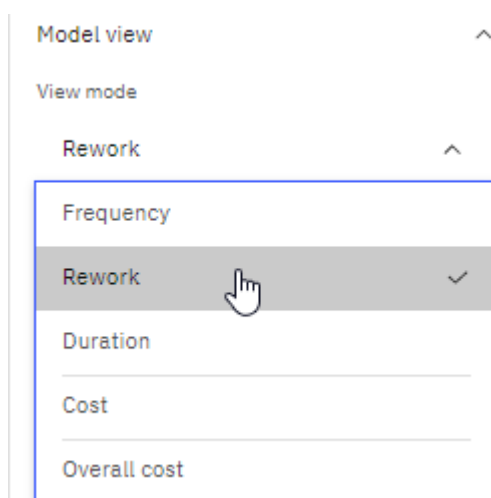 Model view
View mode
Rework
Frequency
Rework
Duration
Cost
Overall cost